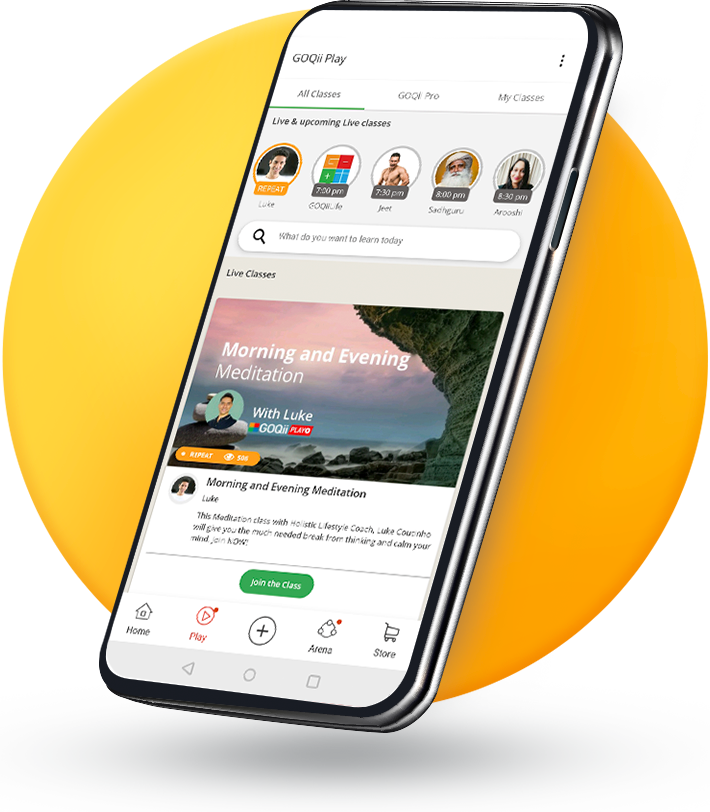 GOQii Play
All Classes GOQii Pro My Classes
Live & upcoming Live classes
REPEAT 7:00 pm 7:30 pm 8:00 pm 8:30 pm
Luke GOQiiLife Jeet Sadhguru Arooshi
What do you want to learn today
Live Classes
Morning and Evening
Meditation
With Luke
GOQii PLAY
REPEAT 506
Morning and Evening Meditation
Luke
This Meditation class with Holistic Lifestyle Coach, Luke Coutinho
will give you the much needed break from thinking and calm your
mind. Join NOW!
Join the Class
Home Play Arena Store